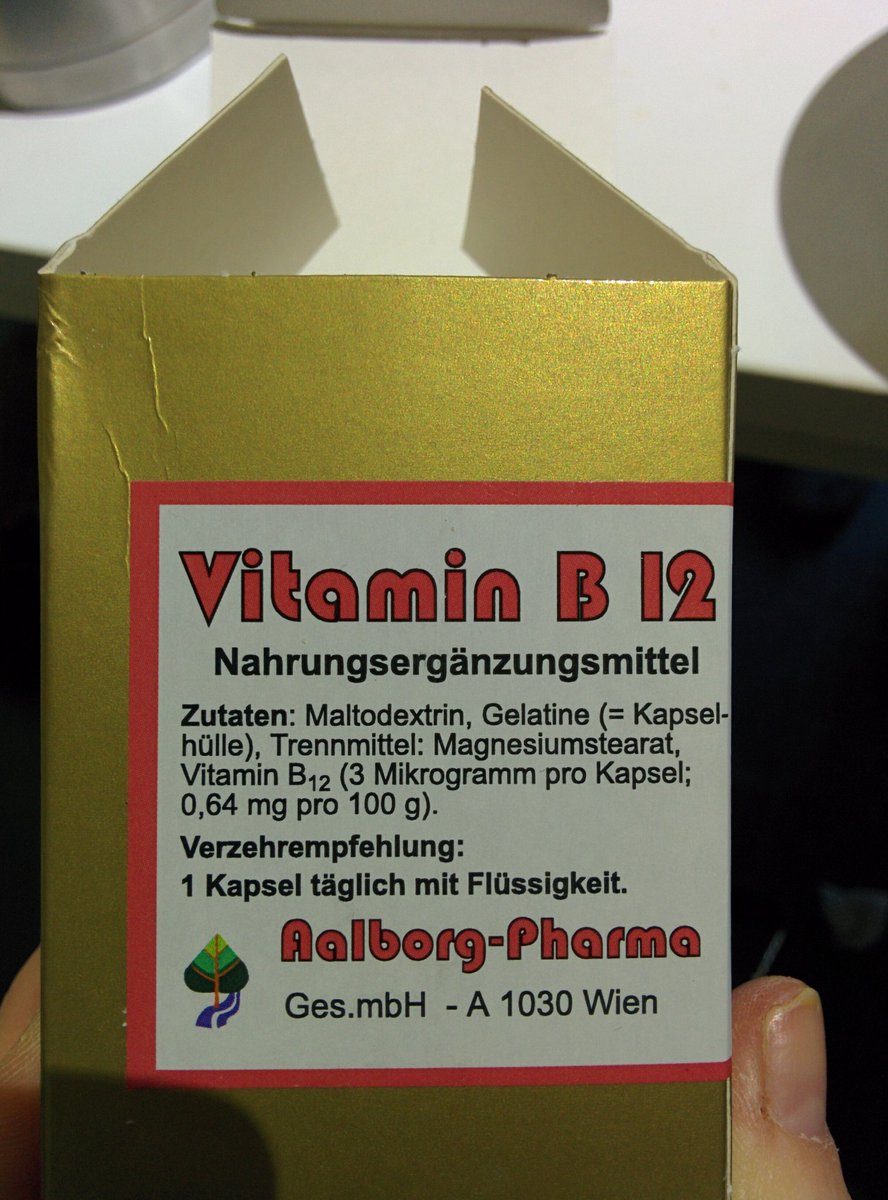 Vitamin B 12
Nahrungsergänzungsmittel
Zutaten: Maltodextrin, Gelatine (= Kapsel-
hülle), Trennmittel: Magnesiumstearat,
Vitamin B₁₂ (3 Mikrogramm pro Kapsel;
0,64 mg pro 100 g).
Verzehrempfehlung:
1 Kapsel täglich mit Flüssigkeit.
Aalborg-Pharma
Ges.mbH - A 1030 Wien